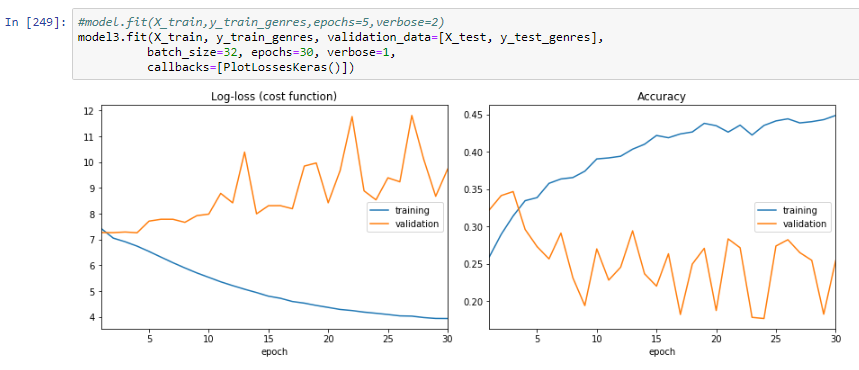 In [249]:
#model.fit(X_train,y_train_genres,epochs=5,verbose=2)
model3.fit(X_train, y_train_genres, validation_data=[X_test, y_test_genres],
batch_size=32, epochs=30, verbose=1,
callbacks=[PlotLossesKeras()])
Log-loss (cost function)
12
11
10
9
8
7
6
5
4
training
validation
5
10
15
20
25
30
epoch
Accuracy
0.45
0.40
0.35
0.30
0.25
0.20
training
validation
5
10
15
20
25
30
epoch